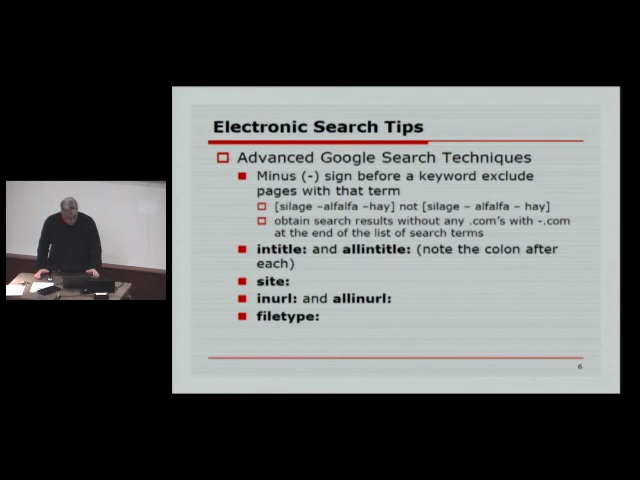 Electronic Search Tips
Advanced Google Search Techniques
Minus (-) sign before a keyword exclude
pages with that term
[silage –alfalfa –hay] not [silage – alfalfa – hay]
obtain search results without any .com's with -.com
at the end of the list of search terms
intitle: and allintitle: (note the colon after
each)
site:
inurl: and allinurl:
filetype:
6